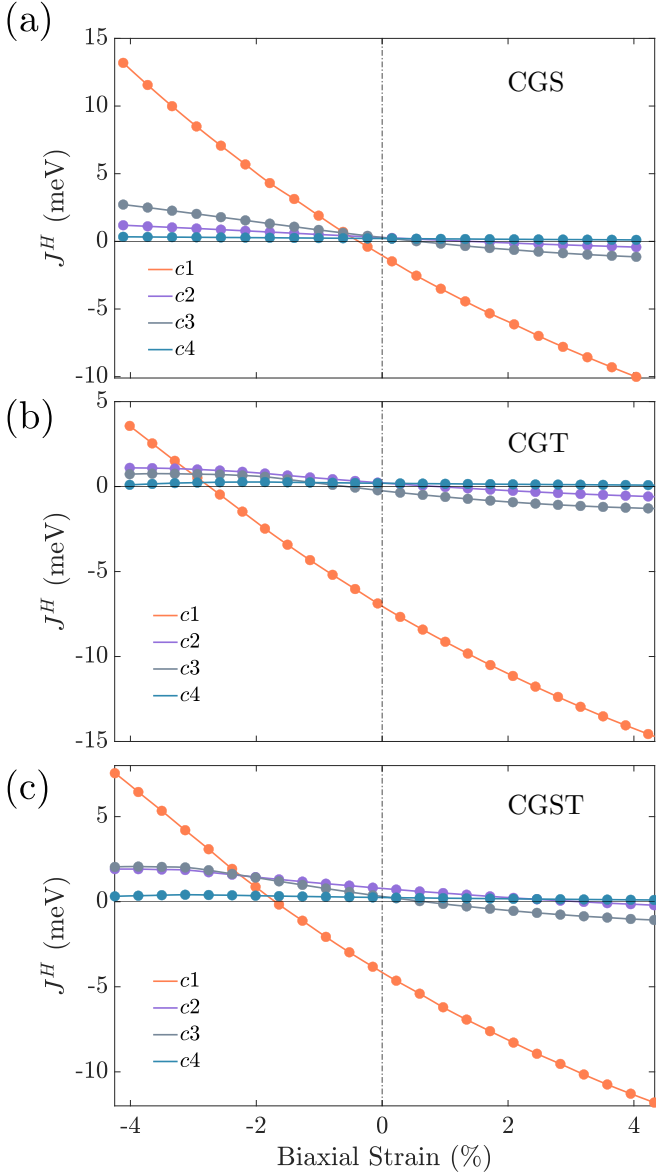 (a)
CGS
15
10
5
0
-5
-10
J^H (meV)
c1
c2
c3
c4
(b)
CGT
5
0
-5
-10
-15
J^H (meV)
c1
c2
c3
c4
(c)
CGST
5
0
-5
-10
J^H (meV)
c1
c2
c3
c4
-4 -2 0 2 4
Biaxial Strain (%)